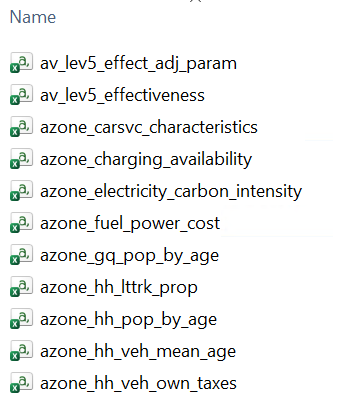 Name
av_lev5_effect_adj_param
av_lev5_effectiveness
azone_carsvc_characteristics
azone_charging_availability
azone_electricity_carbon_intensity
azone_fuel_power_cost
azone_gq_pop_by_age
azone_hh_lttrk_prop
azone_hh_pop_by_age
azone_hh_veh_mean_age
azone_hh_veh_own_taxes